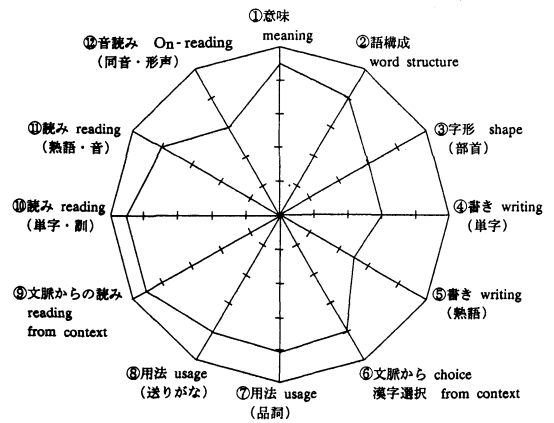 ①意味
meaning
②語構成
word structure
③字形 shape
(部首)
④書き writing
(単字)
⑤書き writing
(熟語)
⑥文脈から choice
漢字選択 from context
⑦用法 usage
(品詞)
⑧用法 usage
(送りがな)
⑨文脈からの読み
reading
from context
⑩読み reading
(単字・訓)
⑪読み reading
(熟語・音)
⑫音読み On-reading
(同音・形声)